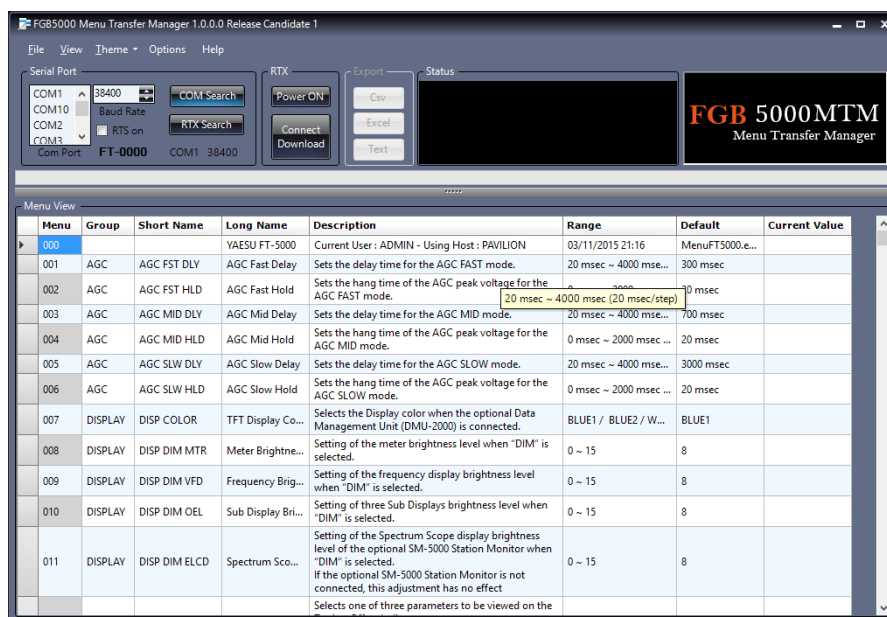 FGB5000 Menu Transfer Manager 1.0.0.0 Release Candidate 1
File View Theme Options Help
Serial Port
RTX
Export
Status
COM1
COM10
COM2
COM3
38400
Baud Rate
RTS on
COM Search
RTX Search
Com Port FT-0000 COM1 38400
Power ON
Connect
Download
Csv
Excel
Text
FGB 5000MTM
Menu Transfer Manager
Menu View
Menu Group Short Name Long Name Description Range Default Current Value
000 YAESU FT-5000 Current User : ADMIN - Using Host : PAVILION 03/11/2015 21:16 MenuFT5000.e...
001 AGC AGC FST DLY AGC Fast Delay Sets the delay time for the AGC FAST mode. 20 msec ~ 4000 mse... 300 msec
002 AGC AGC FST HLD AGC Fast Hold Sets the hang time of the AGC peak voltage for the
AGC FAST mode.
20 msec ~ 4000 msec (20 msec/step)
003 AGC AGC MID DLY AGC Mid Delay Sets the delay time for the AGC MID mode. 20 msec ~ 4000 mse... 700 msec
004 AGC AGC MID HLD AGC Mid Hold Sets the hang time of the AGC peak voltage for the
AGC MID mode. 0 msec ~ 2000 msec ... 20 msec
005 AGC AGC SLW DLY AGC Slow Delay Sets the delay time for the AGC SLOW mode. 20 msec ~ 4000 mse... 3000 msec
006 AGC AGC SLW HLD AGC Slow Hold Sets the hang time of the AGC peak voltage for the
AGC SLOW mode. 0 msec ~ 2000 msec ... 20 msec
007 DISPLAY DISP COLOR TFT Display Co... Selects the Display color when the optional Data
Management Unit (DMU-2000) is connected. BLUE1 / BLUE2 / W... BLUE1
008 DISPLAY DISP DIM MTR Meter Brightne... Setting of the meter brightness level when “DIM” is
selected. 0 ~ 15 8
009 DISPLAY DISP DIM VFD Frequency Brig... Setting of the frequency display brightness level
when “DIM” is selected. 0 ~ 15 8
010 DISPLAY DISP DIM OEL Sub Display Bri... Setting of three Sub Displays brightness level when
“DIM” is selected. 0 ~ 15 8
011 DISPLAY DISP DIM ELCD Spectrum Sco... Setting of the Spectrum Scope display brightness
level of the optional SM-5000 Station Monitor when
“DIM” is selected.
If the optional SM-5000 Station Monitor is not
connected, this adjustment has no effect 0 ~ 15 8
Selects one of three parameters to be viewed on the